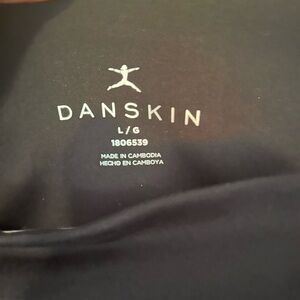 DANSKIN
L/G
1806539
MADE IN CAMBODIA
HECHO EN CAMBOYA